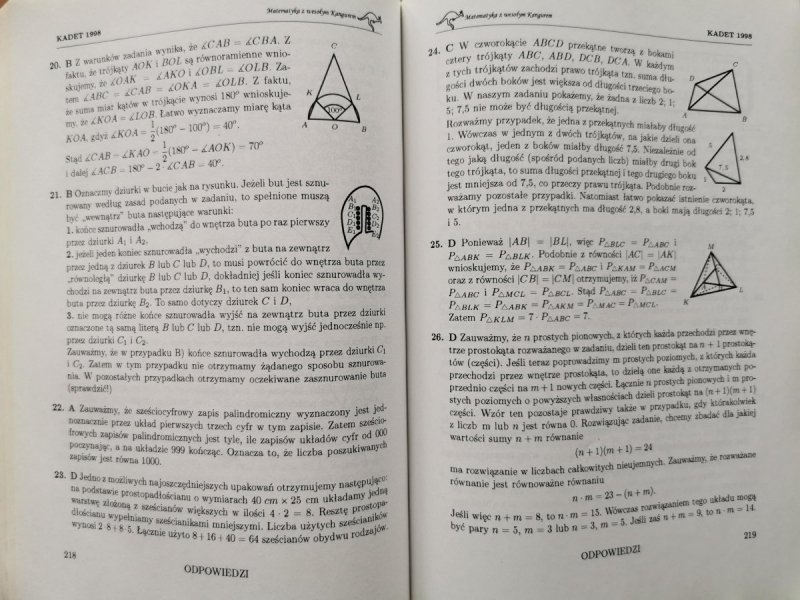 Matematyka z wesołym Kangurem
KADET 1998
20. B Z warunków zadania wynika, że ∡CAB = ∡CBA. Z
faktu, że trójkąty AOK i BOL są równoramienne wnio-
skujemy, że ∡OAK = ∡AKO i ∡OBL = ∡OLB. Za-
tem ∡ABC = ∡CAB = ∡OKA = ∡OLB. Z faktu,
że suma miar kątów w trójkącie wynosi 180° wnioskuje-
my, że ∡KOA = ∡LOB. Łatwo wyznaczamy miarę kąta
KOA, gdyż ∡KOA = 1/2(180° − 100°) = 40°.
Stąd ∡CAB = ∡KAO = 1/2(180° − ∡AOK) = 70°
i dalej ∡ACB = 180° − 2 · ∡CAB = 40°.
C
K
L
100°
A O B
21. B Oznaczmy dziurki w bucie jak na rysunku. Jeżeli but jest sznu-
rowany według zasad podanych w zadaniu, to spełnione muszą
być „wewnątrz” buta następujące warunki:
1. końce sznurowadła „wchodzą” do wnętrza buta po raz pierwszy
przez dziurki A₁ i A₂.
2. jeżeli jeden koniec sznurowadła „wychodzi” z buta na zewnątrz
przez jedną z dziurek B lub C lub D, to musi powrócić do wnętrza buta przez
„równoległą” dziurkę B lub C lub D, dokładniej jeśli koniec sznurowadła wy-
chodzi na zewnątrz buta przez dziurkę B₁, to ten sam koniec wraca do wnętrza
buta przez dziurkę B₂. To samo dotyczy dziurek C i D,
3. nie mogą różne końce sznurowadła wyjść na zewnątrz buta przez dziurki
oznaczone tą samą literą B lub C lub D, tzn. nie mogą wyjść jednocześnie np.
przez dziurki C₁ i C₂.
Zauważmy, że w przypadku B) końce sznurowadła wychodzą przez dziurki C₁
i C₂. Zatem w tym przypadku nie otrzymamy żądanego sposobu sznurowa-
nia. W pozostałych przypadkach otrzymamy oczekiwane zasznurowanie buta
(sprawdzić!)
22. A Zauważmy, że sześciocyfrowy zapis palindromiczny wyznaczony jest jed-
noznacznie przez układ pierwszych trzech cyfr w tym zapisie. Zatem sześcio-
cyfrowych zapisów palindromicznych jest tyle, ile zapisów układów cyfr od 000
poczynając, a na układzie 999 kończąc. Oznacza to, że liczba poszukiwanych
zapisów jest równa 1000.
23. D Jedno z możliwych najoszczędniejszych upakowań otrzymujemy następująco:
na podstawie prostopadłościanu o wymiarach 40 cm × 25 cm układamy jedną
warstwę złożoną z sześcianów większych w ilości 4 · 2 = 8. Resztę prostopa-
dłościanu wypełniamy sześcianikami mniejszymi. Liczba użytych sześcianików
wynosi 2·8+8·5. Łącznie użyto 8 + 16 + 40 = 64 sześcianów obydwu rodzajów.
218
ODPOWIEDZI
Matematyka z wesołym Kangurem
KADET 1998
24. C W czworokącie ABCD przekątne tworzą z bokami
cztery trójkąty ABC, ABD, DCB, DCA. W każdym
z tych trójkątów zachodzi prawo trójkąta tzn. suma dłu-
gości dwóch boków jest większa od długości trzeciego bo-
ku. W naszym zadaniu pokażemy, że żadna z liczb 2; 1;
5; 7,5 nie może być długością przekątnej.
Rozważmy przypadek, że jedna z przekątnych miałaby długość
1. Wówczas w jednym z dwóch trójkątów, na jakie dzieli ona
czworokąt, jeden z boków miałby długość 7,5. Niezależnie od
tego jaką długość (spośród podanych liczb) miałby drugi bok
tego trójkąta, to suma długości przekątnej i tego drugiego boku
jest mniejsza od 7,5, co przeczy prawu trójkąta. Podobnie roz-
ważamy pozostałe przypadki. Natomiast łatwo pokazać istnienie czworokąta,
w którym jedna z przekątnych ma długość 2,8, a boki mają długości 2; 1; 7,5
i 5.
D
C
A
B
5
2,8
7,5
2
25. D Ponieważ |AB| = |BL|, więc P△BLC = P△ABC i
P△ABK = P△BLK. Podobnie z równości |AC| = |AK|
wnioskujemy, że P△ABK = P△ABC i P△KAM = P△ACM
oraz z równości |CB| = |CM| otrzymujemy, iż P△CAM =
P△ABC i P△MCL = P△BCL. Stąd P△ABC = P△BLC =
P△BLK = P△ABK = P△AKM = P△MAC = P△MCL.
Zatem P△KLM = 7 · P△ABC = 7.
M
K
L
26. D Zauważmy, że n prostych pionowych, z których każda przechodzi przez wnę-
trze prostokąta rozważanego w zadaniu, dzieli ten prostokąt na n + 1 prostoką-
tów (części). Jeśli teraz poprowadzimy m prostych poziomych, z których każda
przechodzi przez wnętrze prostokąta, to dzielą one każdą z otrzymanych po-
przednio części na m + 1 nowych części. Łącznie n prostych pionowych i m pro-
stych poziomych o powyższych własnościach dzieli prostokąt na (n + 1)(m + 1)
części. Wzór ten pozostaje prawdziwy także w przypadku, gdy którakolwiek
z liczb m lub n jest równa 0. Rozwiązując zadanie, chcemy zbadać dla jakiej
wartości sumy n + m równanie
(n + 1)(m + 1) = 24
ma rozwiązanie w liczbach całkowitych nieujemnych. Zauważmy, że rozważane
równanie jest równoważne równaniu
n · m = 23 − (n + m).
Jeśli więc n + m = 8, to n · m = 15. Wówczas rozwiązaniem tego układu mogą
być pary n = 5, m = 3 lub n = 3, m = 5. Jeśli zaś n + m = 9, to n · m = 14.
219
ODPOWIEDZI